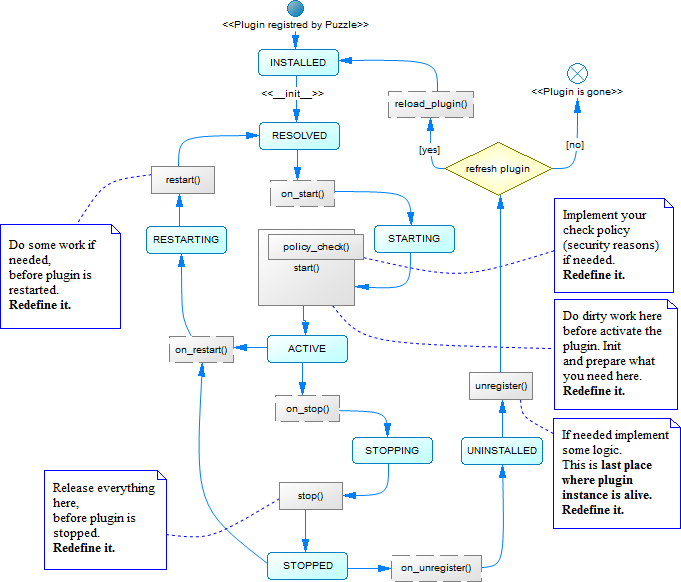 <<Plugin registred by Puzzle>>
INSTALLED
<<__init__>>
reload_plugin()
<<Plugin is gone>>
RESOLVED
[yes]
[no]
refresh plugin
restart()
on_start()
RESTARTING
STARTING
policy_check()
start()
Implement your
check policy
(security reasons)
if needed.
Redefine it.
Do some work if
needed,
before plugin is
restarted.
Redefine it.
Do dirty work here
before activate the
plugin. Init
and prepare what
you need here.
Redefine it.
on_restart()
ACTIVE
unregister()
on_stop()
STOPPING
UNINSTALLED
If needed implement
some logic.
This is last place
where plugin
instance is alive.
Redefine it.
Release everything
here,
before plugin is
stopped.
Redefine it.
stop()
STOPPED
on_unregister()